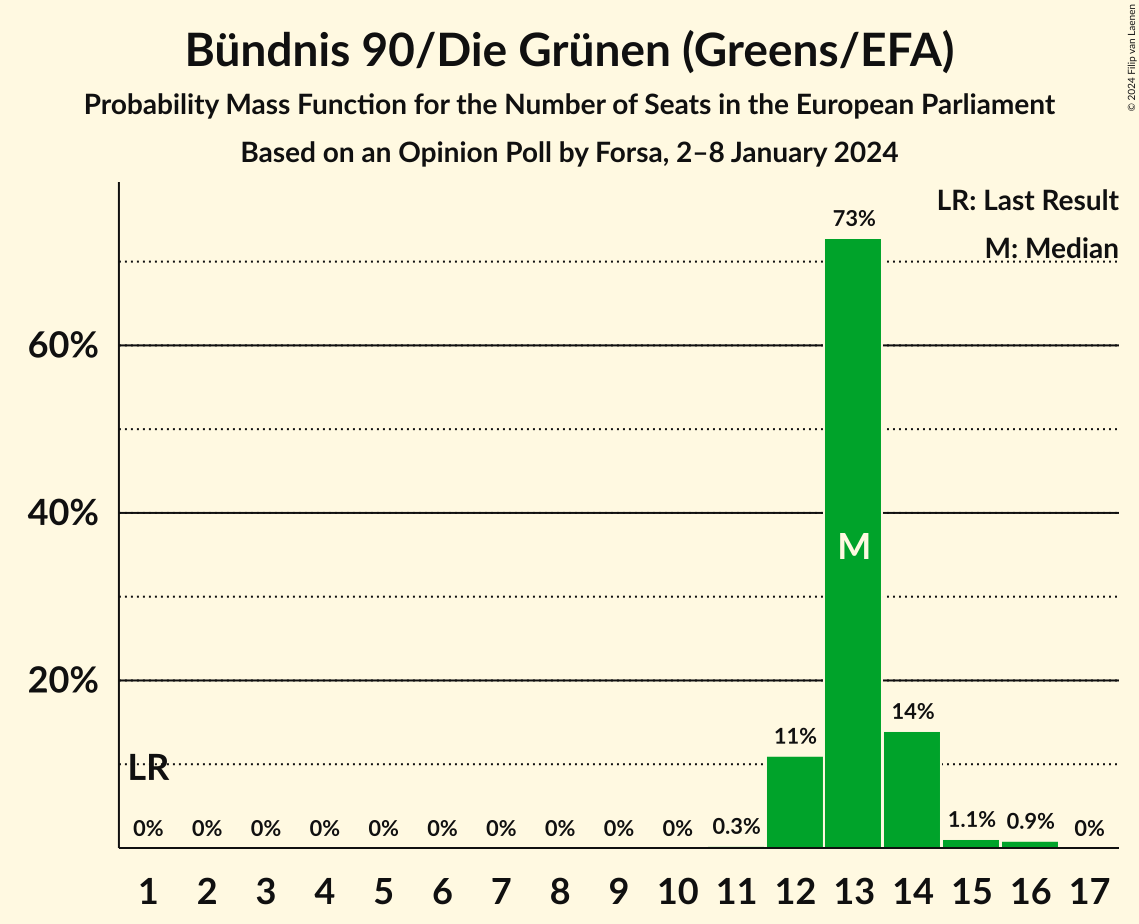 Bündnis 90/Die Grünen (Greens/EFA)
Probability Mass Function for the Number of Seats in the European Parliament
Based on an Opinion Poll by Forsa, 2–8 January 2024
© 2024 Filip van Laenen
LR: Last Result
M: Median
73%
60%
40%
M
20%
14%
11%
LR
0% 0% 0% 0% 0% 0% 0% 0% 0% 0% 0.3% 1.1% 0.9% 0%
1 2 3 4 5 6 7 8 9 10 11 12 13 14 15 16 17